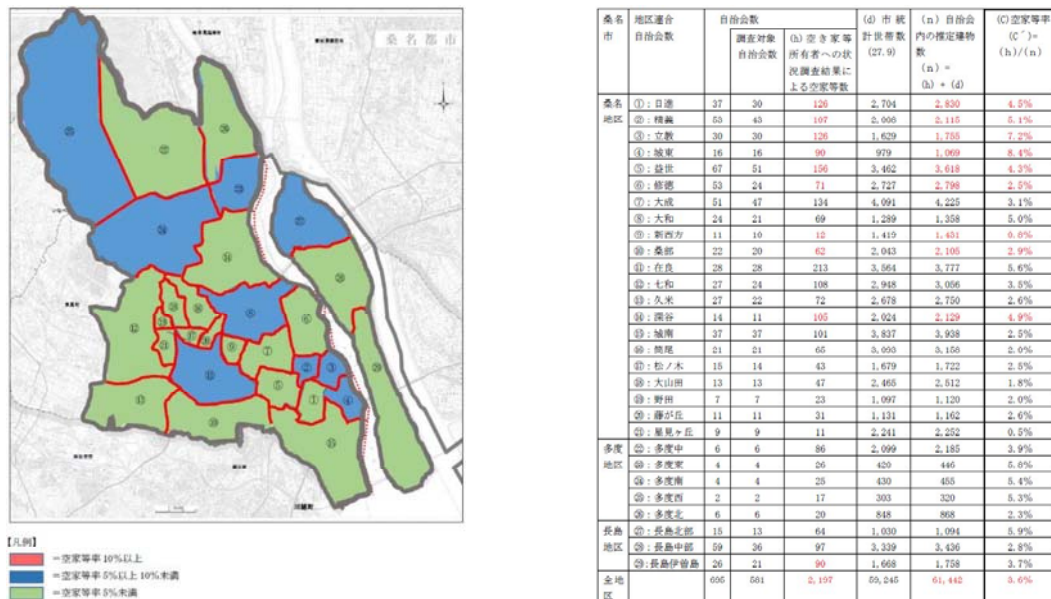 桑名都市
【凡例】
＝空家等率 10%以上
＝空家等率 5%以上 10%未満
＝空家等率 5%未満
桑名市 地区連合自治会数 自治会数 調査対象自治会数 (h) 空き家等所有者への状況調査結果による空家等数 (d) 市統計世帯数 (27.9) (n) 自治会内の推定建物数 (n) = (h) + (d) (C)空家等率 (C´)= (h)/(n)
桑名地区 ①：日進 37 30 126 2,704 2,830 4.5%
②：精義 53 43 107 2,008 2,115 5.1%
③：立教 30 30 126 1,629 1,755 7.2%
④：城東 16 16 90 979 1,069 8.4%
⑤：益世 67 51 156 3,462 3,618 4.3%
⑥：修徳 53 24 71 2,727 2,798 2.5%
⑦：大成 51 47 134 4,091 4,225 3.1%
⑧：大和 24 21 69 1,289 1,358 5.0%
⑨：新西方 11 10 12 1,419 1,431 0.8%
⑩：桑部 22 20 62 2,043 2,105 2.9%
⑪：在良 28 28 213 3,564 3,777 5.6%
⑫：七和 27 24 108 2,948 3,056 3.5%
⑬：久米 27 22 72 2,678 2,750 2.6%
⑭：深谷 14 11 105 2,024 2,129 4.9%
⑮：城南 37 37 101 3,837 3,938 2.5%
⑯：筒尾 21 21 65 3,093 3,158 2.0%
⑰：松ノ木 15 14 43 1,679 1,722 2.5%
⑱：大山田 13 13 47 2,465 2,512 1.8%
⑲：野田 7 7 23 1,097 1,120 2.0%
⑳：藤が丘 11 11 31 1,131 1,162 2.6%
㉑：星見ヶ丘 9 9 11 2,241 2,252 0.5%
多度地区 ㉒：多度中 6 6 86 2,099 2,185 3.9%
㉓：多度東 4 4 26 420 446 5.8%
㉔：多度南 4 4 25 430 455 5.4%
㉕：多度西 2 2 17 303 320 5.3%
㉖：多度北 6 6 20 848 868 2.3%
長島地区 ㉗：長島北部 15 13 64 1,030 1,094 5.9%
㉘：長島中部 59 36 97 3,339 3,436 2.8%
㉙：長島伊曽島 26 21 90 1,668 1,758 3.7%
全地区 695 581 2,197 59,245 61,442 3.6%